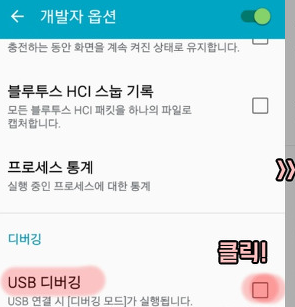 ← 개발자 옵션
충전하는 동안 화면을 계속 켜진 상태로 유지합니다.
블루투스 HCI 스눕 기록
모든 블루투스 HCI 패킷을 하나의 파일로
캡처합니다.
프로세스 통계
실행 중인 프로세스에 대한 통계
디버깅
클릭!
USB 디버깅
USB 연결 시 [디버깅 모드]가 실행됩니다.